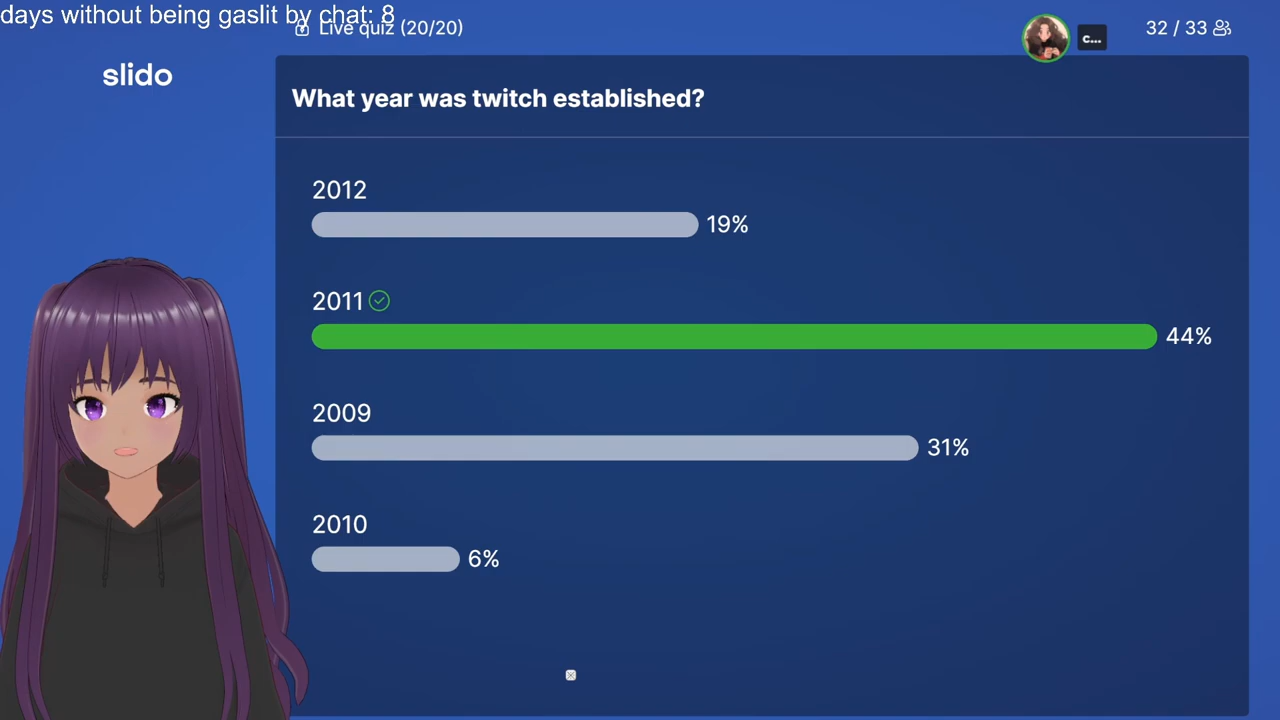 days without being gaslit by chat: 8
Live quiz (20/20)
c...
32 / 33
slido
What year was twitch established?
2012
19%
2011
44%
2009
31%
2010
6%